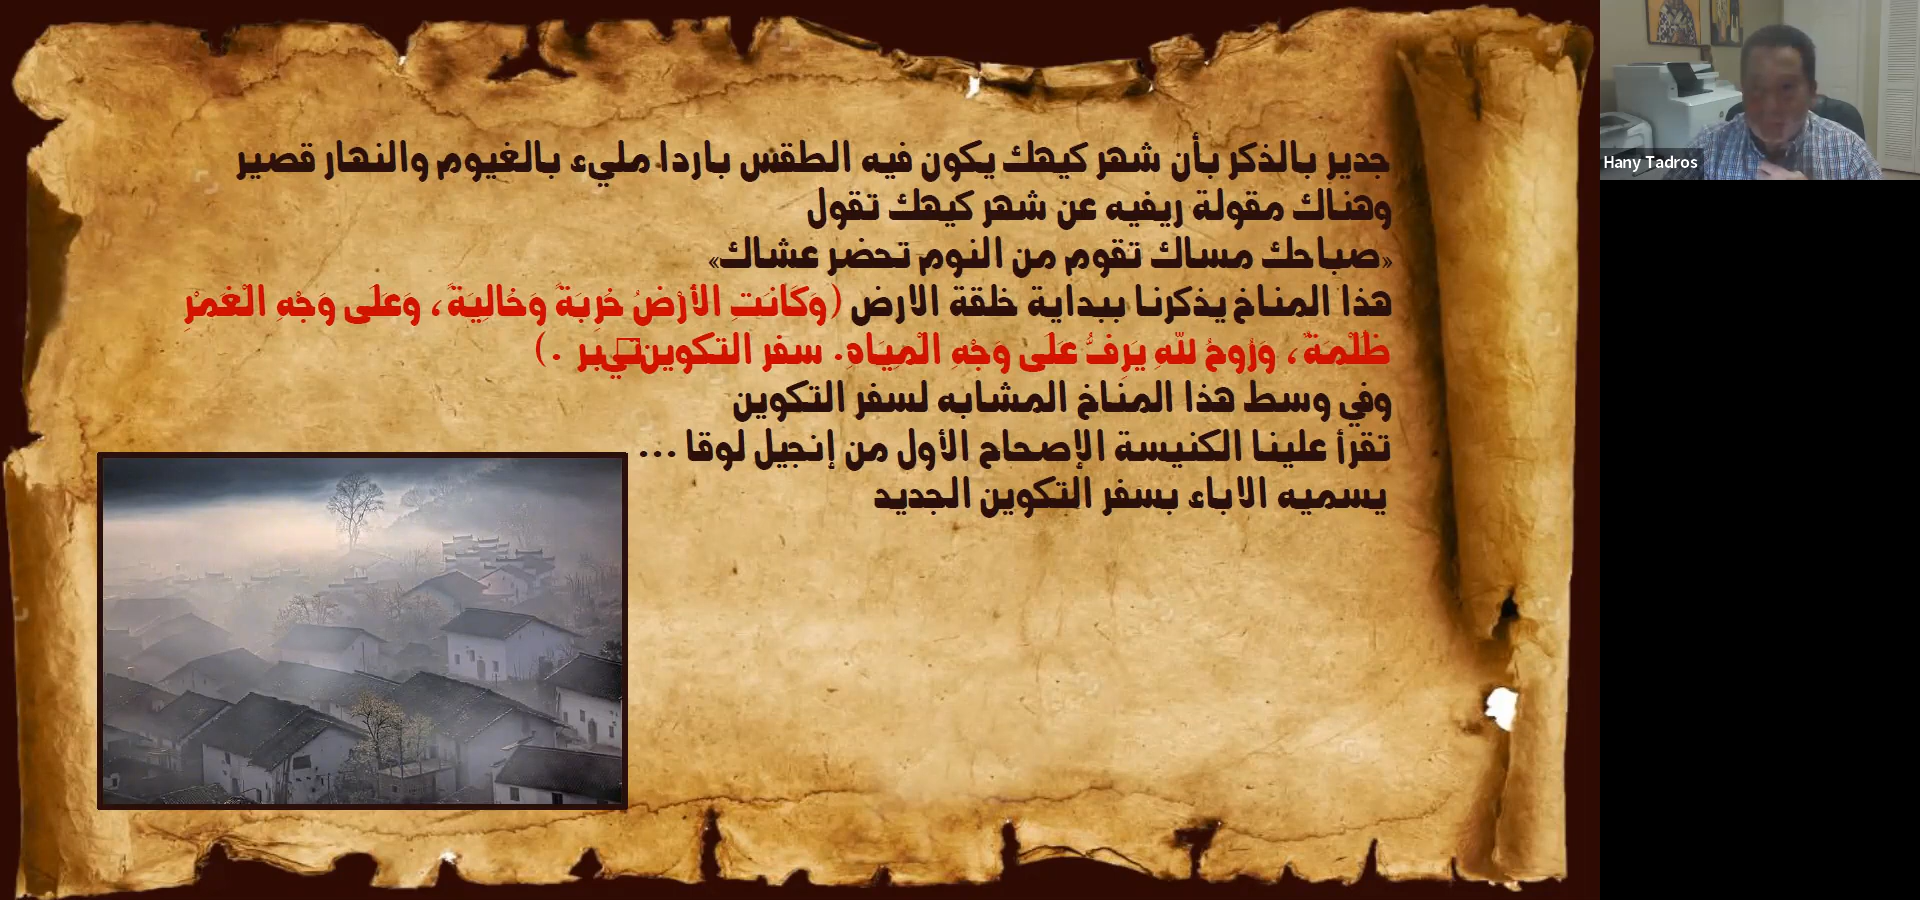 جدير بالذكر بأن شهر كيهك يكون فيه الطقس باردا مليء بالغيوم والنهار قصير
وهناك مقولة ريفيه عن شهر كيهك تقول
«صباحك مساك تقوم من النوم تحضر عشاك»
هذا المناخ يذكرنا ببداية خلقة الارض (وَكَانَتِ الأَرْضُ خَرِبَةً وَخَالِيَةً، وَعَلَى وَجْهِ الْغَمْرِ
ظُلْمَةٌ، وَرُوحُ للهِ يَرِفُّ عَلَى وَجْهِ الْمِيَاهِ. سفر التكوين
وفي وسط هذا المناخ المشابه لسفر التكوين
تقرأ علينا الكنيسة الإصحاح الأول من إنجيل لوقا ...
يسميه الاباء بسفر التكوين الجديد
Hany Tadros